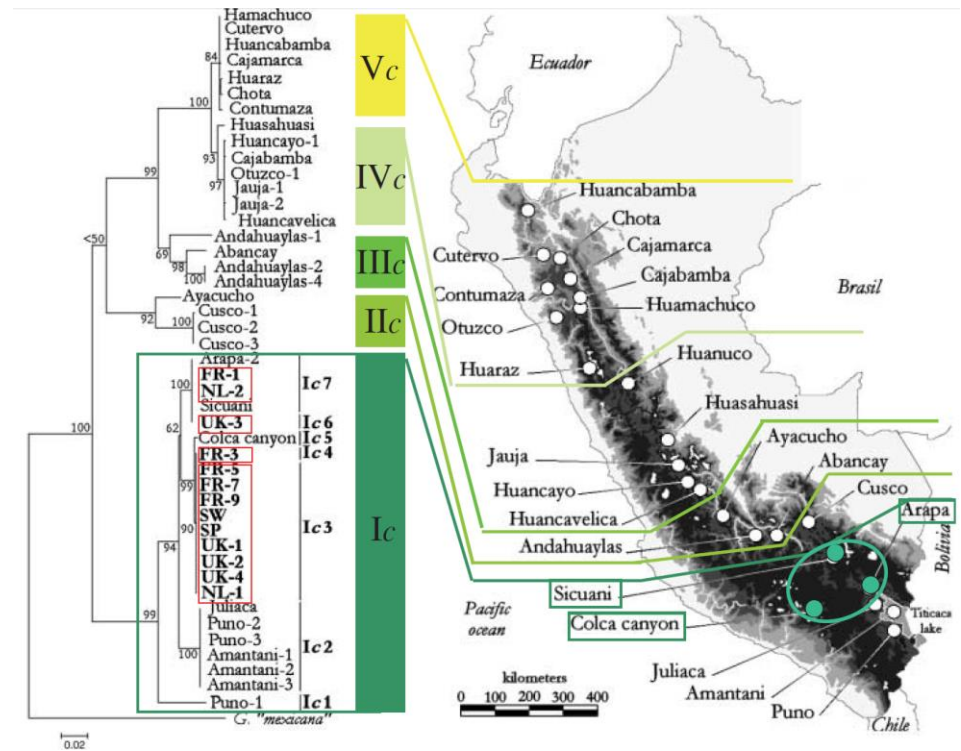 Hamachuco
Cutervo
Huancabamba
84
Cajamarca
Huaraz
Chota
100
Contumaza
Huasahuasi
Huancayo-1
93
Cajabamba
Otuzco-1
99
97
Jauja-1
Jauja-2
Huancavelica
<50
Andahuaylas-1
69
Abancay
98
Andahuaylas-2
100
Andahuaylas-4
Ayacucho
92
Cusco-1
100
Cusco-2
Cusco-3
Arapa-2
100
FR-1
NL-2
Sicuani
62
UK-3
100
Colca canyon
FR-3
99
FR-5
FR-7
FR-9
SW
90
SP
UK-1
94
UK-2
UK-4
NL-1
99
Juliaca
Puno-2
Puno-3
100
Amantani-1
Amantani-2
Amantani-3
Puno-1
G. "mexicana"
0.02
Ic7
Ic6
Ic5
Ic4
Ic3
Ic2
Ic1
Vc
IVc
IIIc
IIc
Ic
Ecuador
Huancabamba
Chota
Cutervo
Cajamarca
Cajabamba
Contumaza
Huamachuco
Brasil
Otuzco
Huaraz
Huanuco
Huasahuasi
Ayacucho
Jauja
Abancay
Huancayo
Cusco
Huancavelica
Arapa
Andahuaylas
Bolivia
Sicuani
Pacific
ocean
Colca canyon
Titicaca
lake
Juliaca
Amantani
Puno
kilometers
0 100 200 300 400
Chile